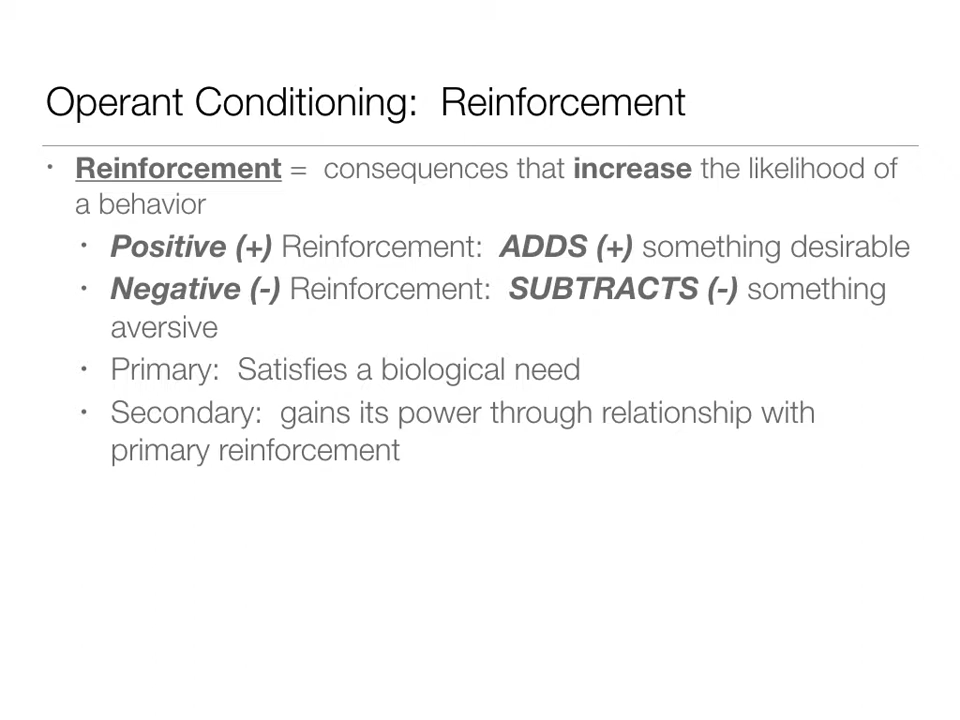 Operant Conditioning:  Reinforcement
• Reinforcement =  consequences that increase the likelihood of
a behavior
• Positive (+) Reinforcement:  ADDS (+) something desirable
• Negative (-) Reinforcement:  SUBTRACTS (-) something
aversive
• Primary:  Satisfies a biological need
• Secondary:  gains its power through relationship with
primary reinforcement